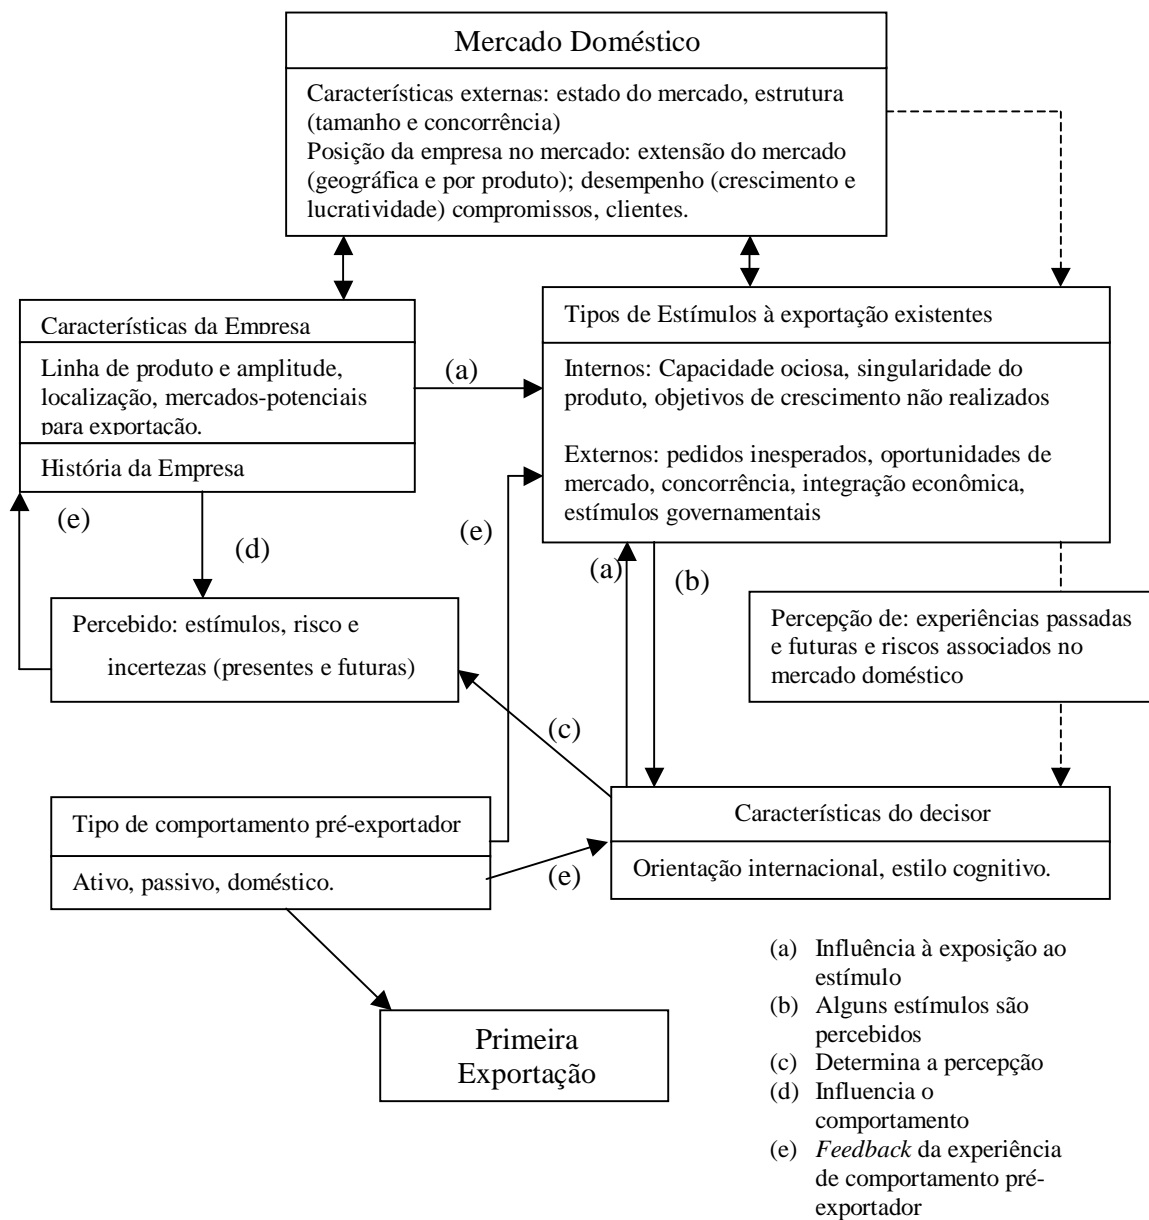 Mercado Doméstico
Características externas: estado do mercado, estrutura
(tamanho e concorrência)
Posição da empresa no mercado: extensão do mercado
(geográfica e por produto); desempenho (crescimento e
lucratividade) compromissos, clientes.
Características da Empresa
Linha de produto e amplitude,
localização, mercados-potenciais
para exportação.
História da Empresa
(a)
Tipos de Estímulos à exportação existentes
Internos: Capacidade ociosa, singularidade do
produto, objetivos de crescimento não realizados
Externos: pedidos inesperados, oportunidades de
mercado, concorrência, integração econômica,
estímulos governamentais
(e)
(d)
(e)
(a)
(b)
Percebido: estímulos, risco e
incertezas (presentes e futuras)
Percepção de: experiências passadas
e futuras e riscos associados no
mercado doméstico
(c)
Tipo de comportamento pré-exportador
Ativo, passivo, doméstico.
(e)
Características do decisor
Orientação internacional, estilo cognitivo.
Primeira
Exportação
(a) Influência à exposição ao
estímulo
(b) Alguns estímulos são
percebidos
(c) Determina a percepção
(d) Influencia o
comportamento
(e) Feedback da experiência
de comportamento pré-
exportador